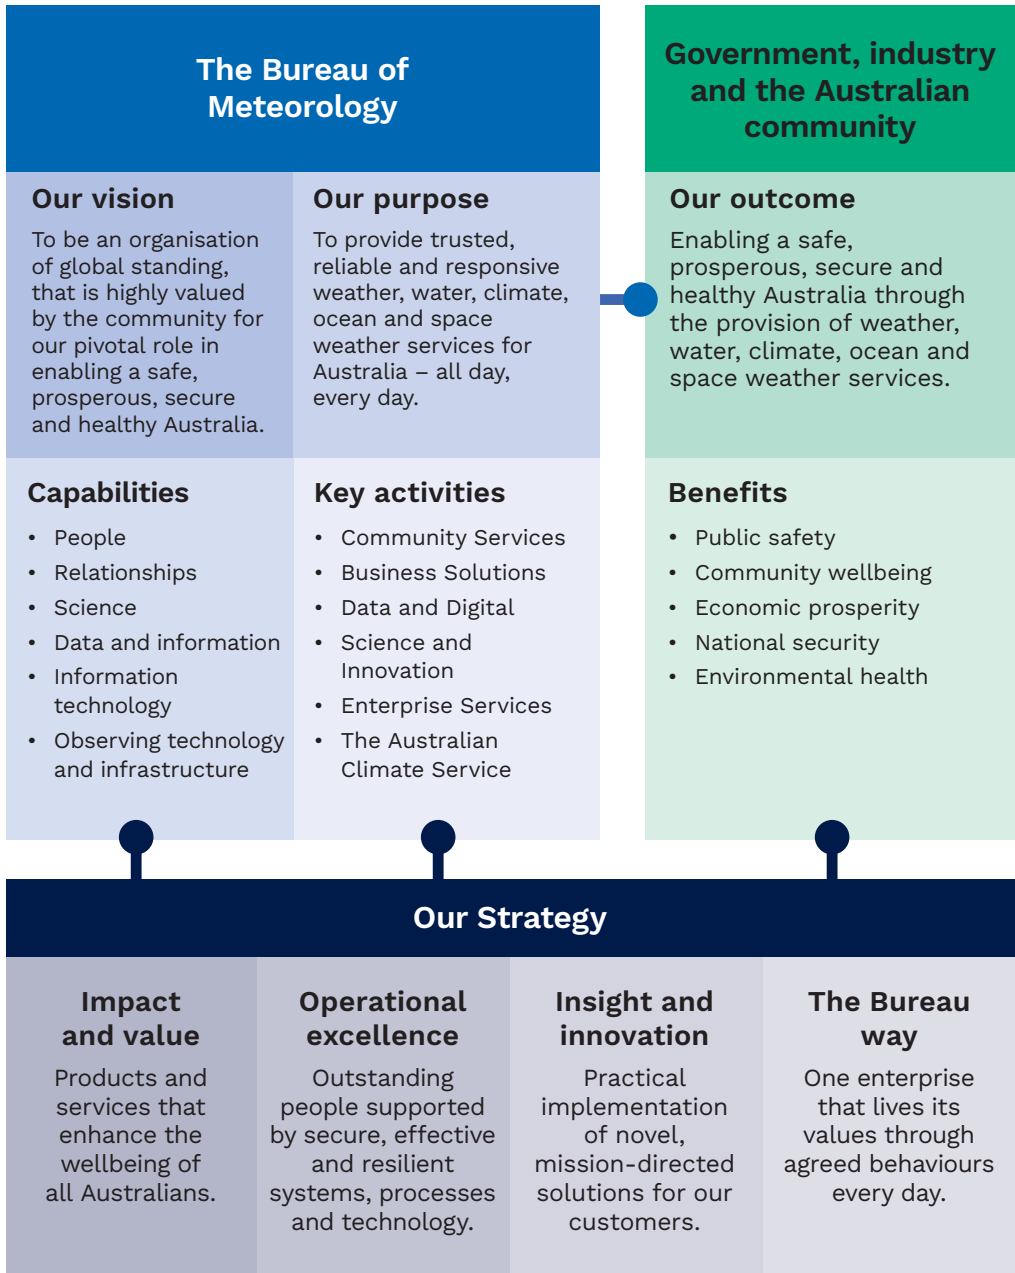 The Bureau of
Meteorology
Government, industry
and the Australian
community
Our vision
To be an organisation
of global standing,
that is highly valued
by the community for
our pivotal role in
enabling a safe,
prosperous, secure
and healthy Australia.
Our purpose
To provide trusted,
reliable and responsive
weather, water, climate,
ocean and space
weather services for
Australia – all day,
every day.
Our outcome
Enabling a safe,
prosperous, secure and
healthy Australia through
the provision of weather,
water, climate, ocean and
space weather services.
Capabilities
• People
• Relationships
• Science
• Data and information
• Information
technology
• Observing technology
and infrastructure
Key activities
• Community Services
• Business Solutions
• Data and Digital
• Science and
Innovation
• Enterprise Services
• The Australian
Climate Service
Benefits
• Public safety
• Community wellbeing
• Economic prosperity
• National security
• Environmental health
Our Strategy
Impact
and value
Products and
services that
enhance the
wellbeing of
all Australians.
Operational
excellence
Outstanding
people supported
by secure, effective
and resilient
systems, processes
and technology.
Insight and
innovation
Practical
implementation
of novel,
mission-directed
solutions for our
customers.
The Bureau
way
One enterprise
that lives its
values through
agreed behaviours
every day.